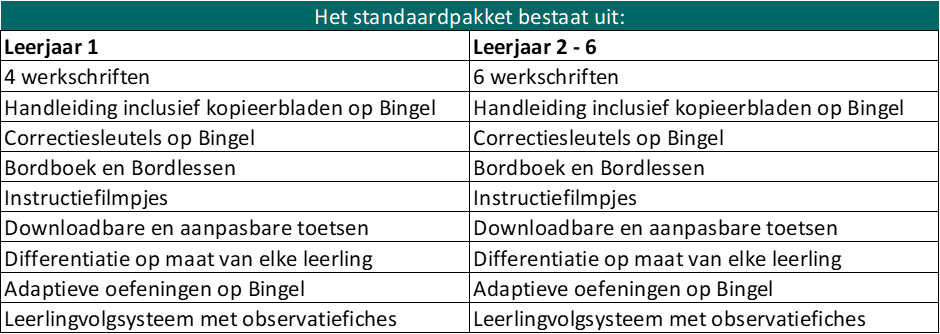 Het standaardpakket bestaat uit:
Leerjaar 1 Leerjaar 2 - 6
4 werkschriften 6 werkschriften
Handleiding inclusief kopieerbladen op Bingel Handleiding inclusief kopieerbladen op Bingel
Correctiesleutels op Bingel Correctiesleutels op Bingel
Bordboek en Bordlessen Bordboek en Bordlessen
Instructiefilmpjes Instructiefilmpjes
Downloadbare en aanpasbare toetsen Downloadbare en aanpasbare toetsen
Differentiatie op maat van elke leerling Differentiatie op maat van elke leerling
Adaptieve oefeningen op Bingel Adaptieve oefeningen op Bingel
Leerlingvolgsysteem met observatiefiches Leerlingvolgsysteem met observatiefiches